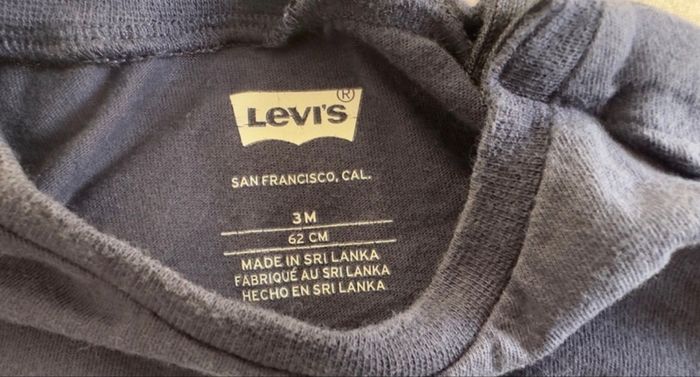 LEVI'S®
SAN FRANCISCO, CAL.
3M
62 CM
MADE IN SRI LANKA
FABRIQUÉ AU SRI LANKA
HECHO EN SRI LANKA